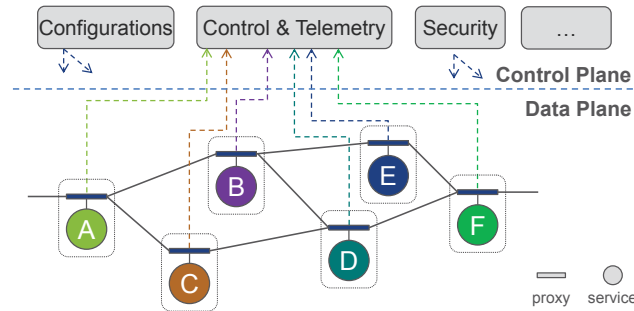 Configurations
Control & Telemetry
Security
...
Control Plane
Data Plane
B
E
A
F
C
D
proxy
service